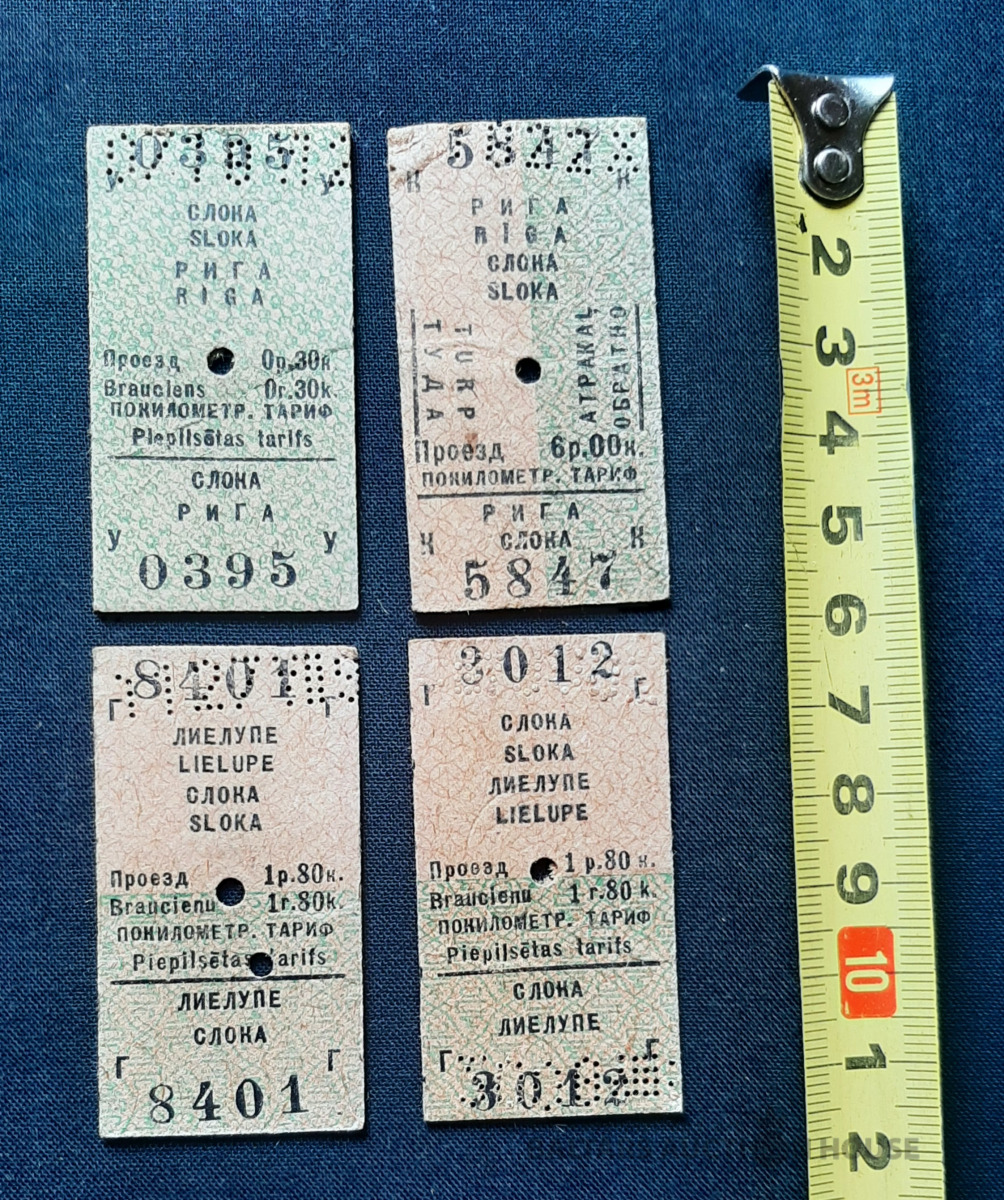 0395
У У
СЛОКА
SLOKA
РИГА
RIGA
Проезд 0р.30к
Brauciens 0r.30k.
ПОКИЛОМЕТР. ТАРИФ
Piepilsētas tarifs
СЛОКА
РИГА
У У
0395
5847
К К
РИГА
RIGA
СЛОКА
SLOKA
ТУДА
TURP
ATPAKAĻ
ОБРАТНО
Проезд 6р.00к.
ПОКИЛОМЕТР. ТАРИФ
РИГА
СЛОКА
К К
5847
8401
Г Г
ЛИЕЛУПЕ
LIELUPE
СЛОКА
SLOKA
Проезд 1р.80к.
Braucienu 1r.80k.
ПОКИЛОМЕТР. ТАРИФ
Piepilsētas tarifs
ЛИЕЛУПЕ
СЛОКА
Г Г
8401
3012
Г Г
СЛОКА
SLOKA
ЛИЕЛУПЕ
LIELUPE
Проезд 1р.80к.
Braucienu 1r.80k.
ПОКИЛОМЕТР. ТАРИФ
Piepilsētas tarifs
СЛОКА
ЛИЕЛУПЕ
Г Г
3012
2
3
3m
4
5
6
7
8
9
10
1
2
HOUSE